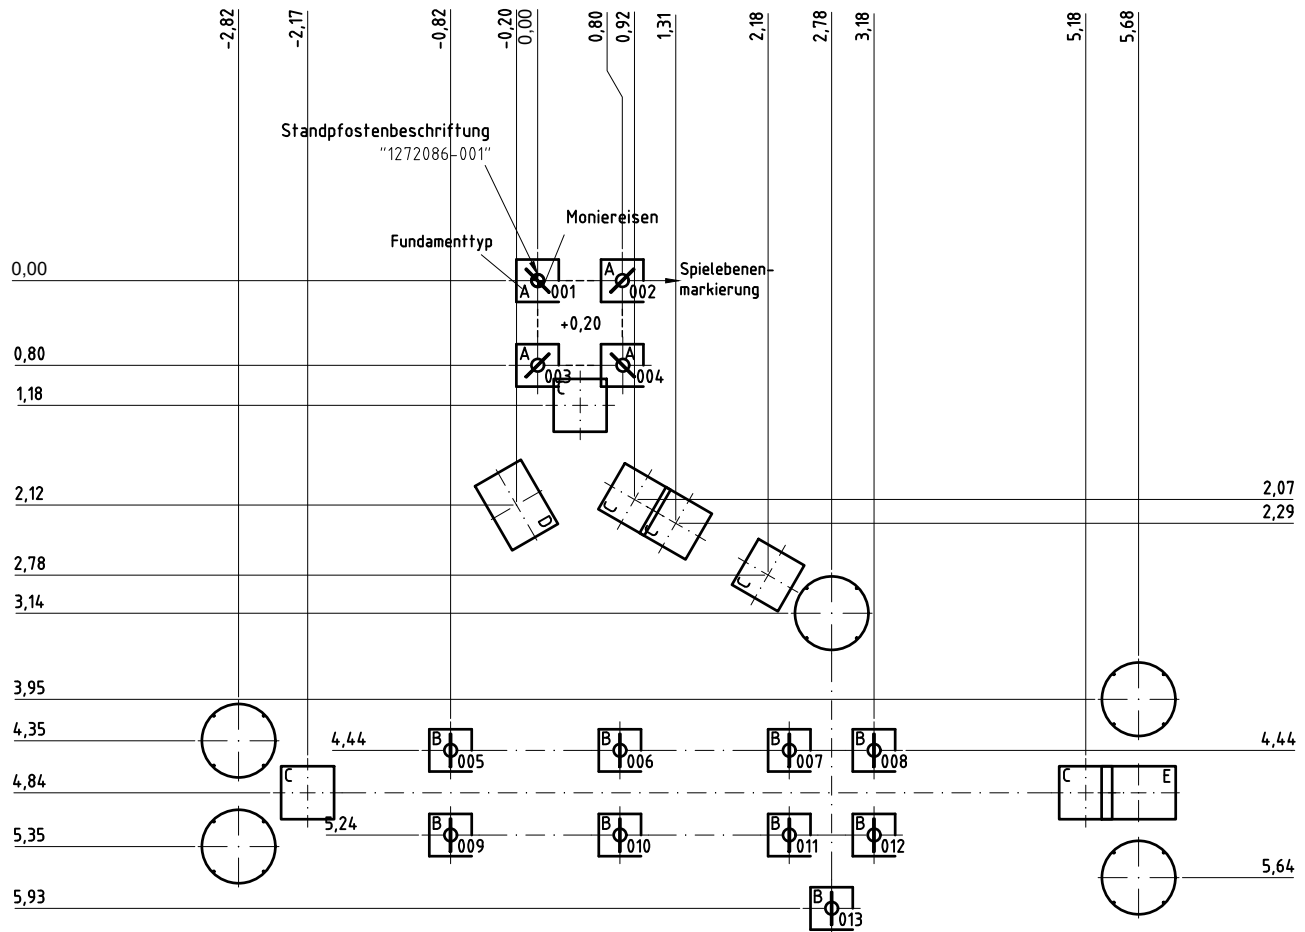 -2,82
-2,17
-0,82
-0,20
0,00
0,80
0,92
1,31
2,18
2,78
3,18
5,18
5,68
Standpfostenbeschriftung
"1272086-001"
Moniereisen
Fundamenttyp
0,00
A 001
A 002
Spielebenen-
markierung
+0,20
0,80
A 003
A 004
1,18
C
2,12
D
C
C
2,07
2,29
2,78
C
3,14
3,95
4,35
4,44
B 005
B 006
B 007
B 008
4,44
4,84
C
C
E
5,35
5,24
B 009
B 010
B 011
B 012
5,64
5,93
B 013